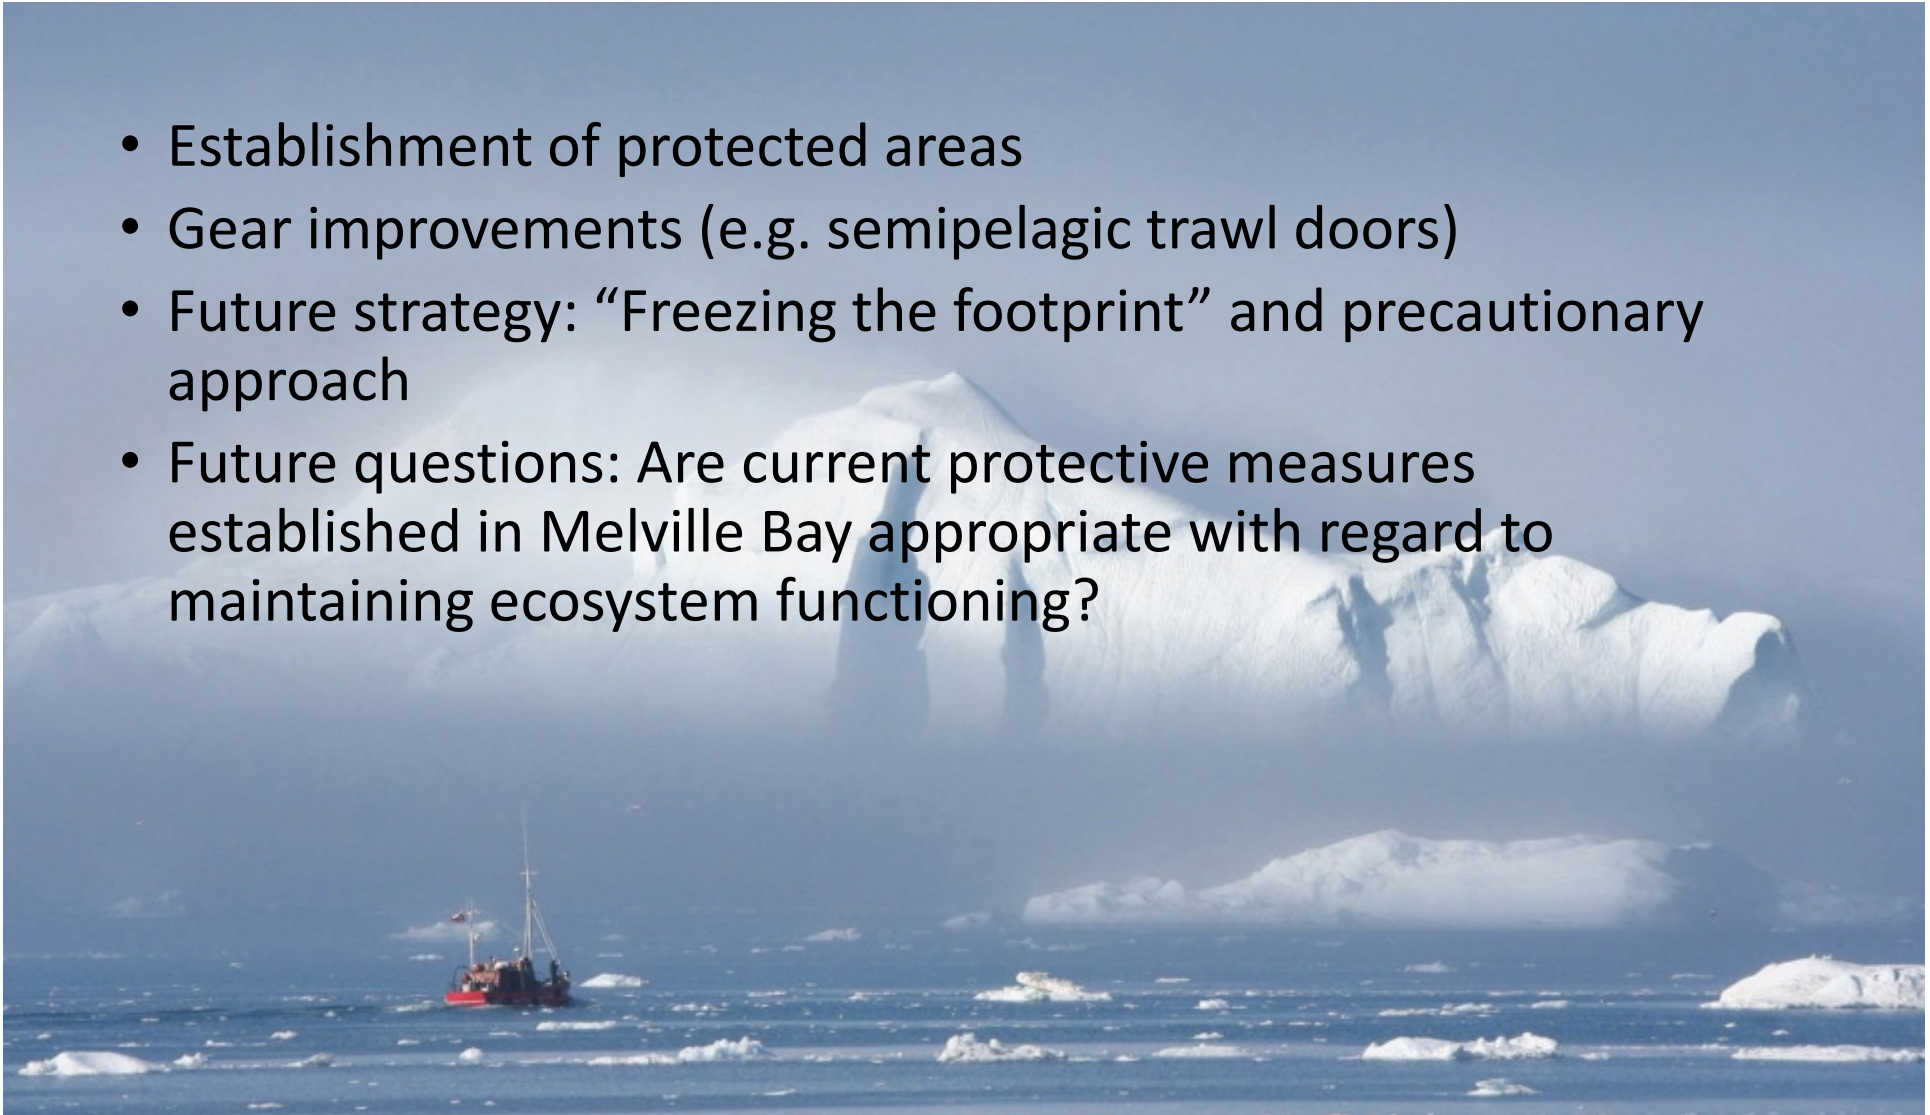 • Establishment of protected areas
• Gear improvements (e.g. semipelagic trawl doors)
• Future strategy: “Freezing the footprint” and precautionary
approach
• Future questions: Are current protective measures
established in Melville Bay appropriate with regard to
maintaining ecosystem functioning?